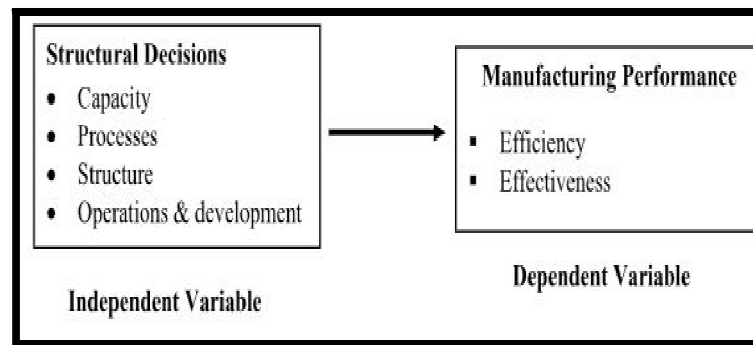 Structural Decisions
• Capacity
• Processes
• Structure
• Operations & development
Independent Variable
Manufacturing Performance
▪ Efficiency
▪ Effectiveness
Dependent Variable